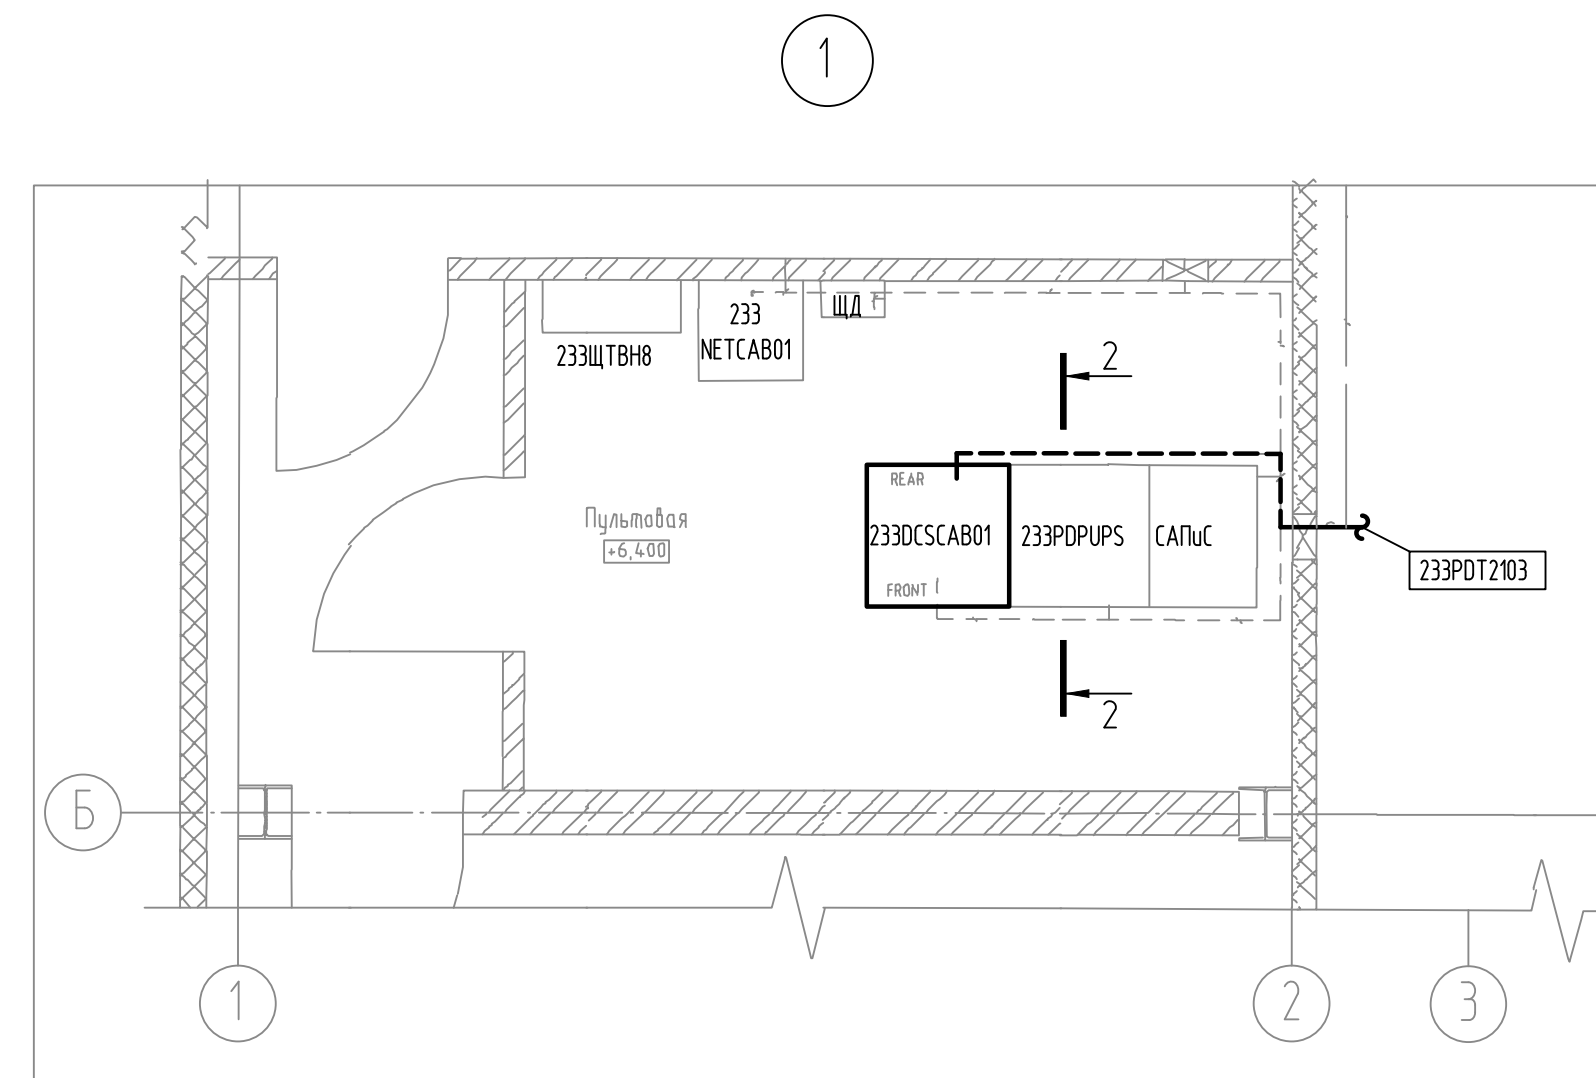 1
233ЩТВН8
233
NETCAB01
ЩД
2
REAR
233DCSCAB01
FRONT
233PDPUPS
САПиС
Пультовая
+6,400
233PDT2103
2
Б
1
2
3